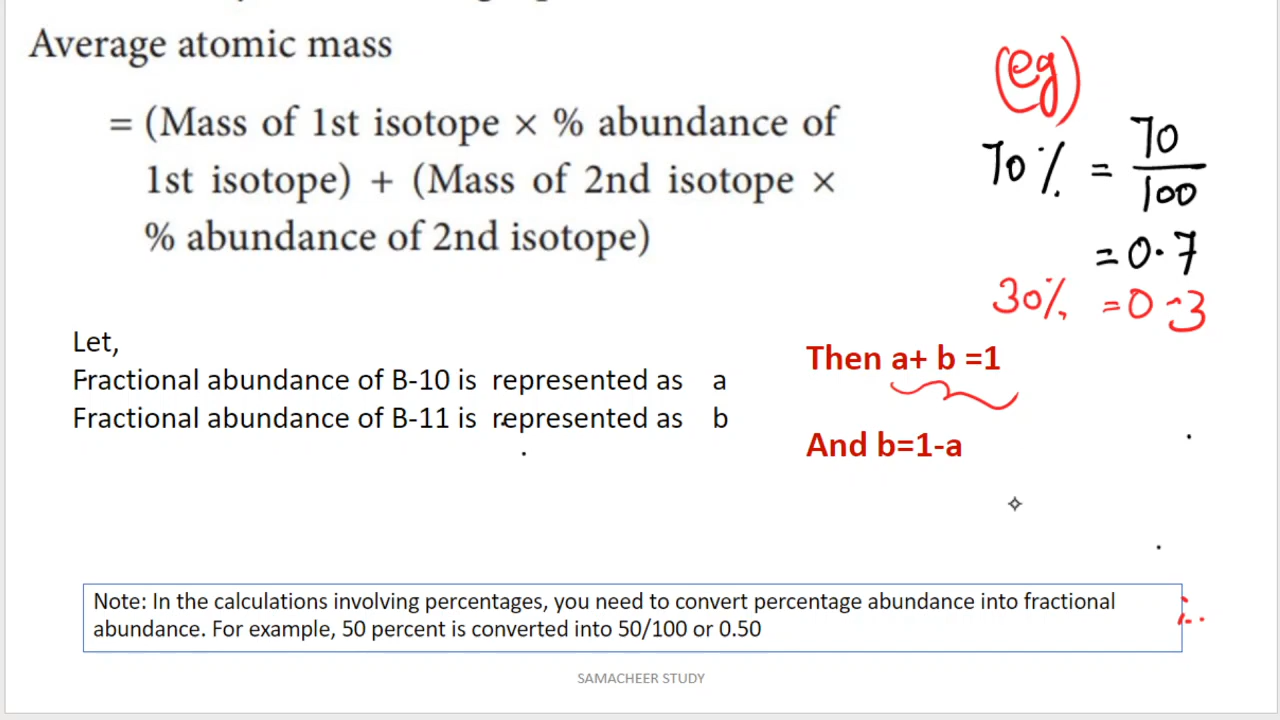 Average atomic mass
= (Mass of 1st isotope × % abundance of
1st isotope) + (Mass of 2nd isotope ×
% abundance of 2nd isotope)
(eg)
70% = 70/100
= 0.7
30% = 0.3
Let,
Fractional abundance of B-10 is represented as a
Fractional abundance of B-11 is represented as b
Then a+ b =1
And b=1-a
Note: In the calculations involving percentages, you need to convert percentage abundance into fractional
abundance. For example, 50 percent is converted into 50/100 or 0.50
SAMACHEER STUDY